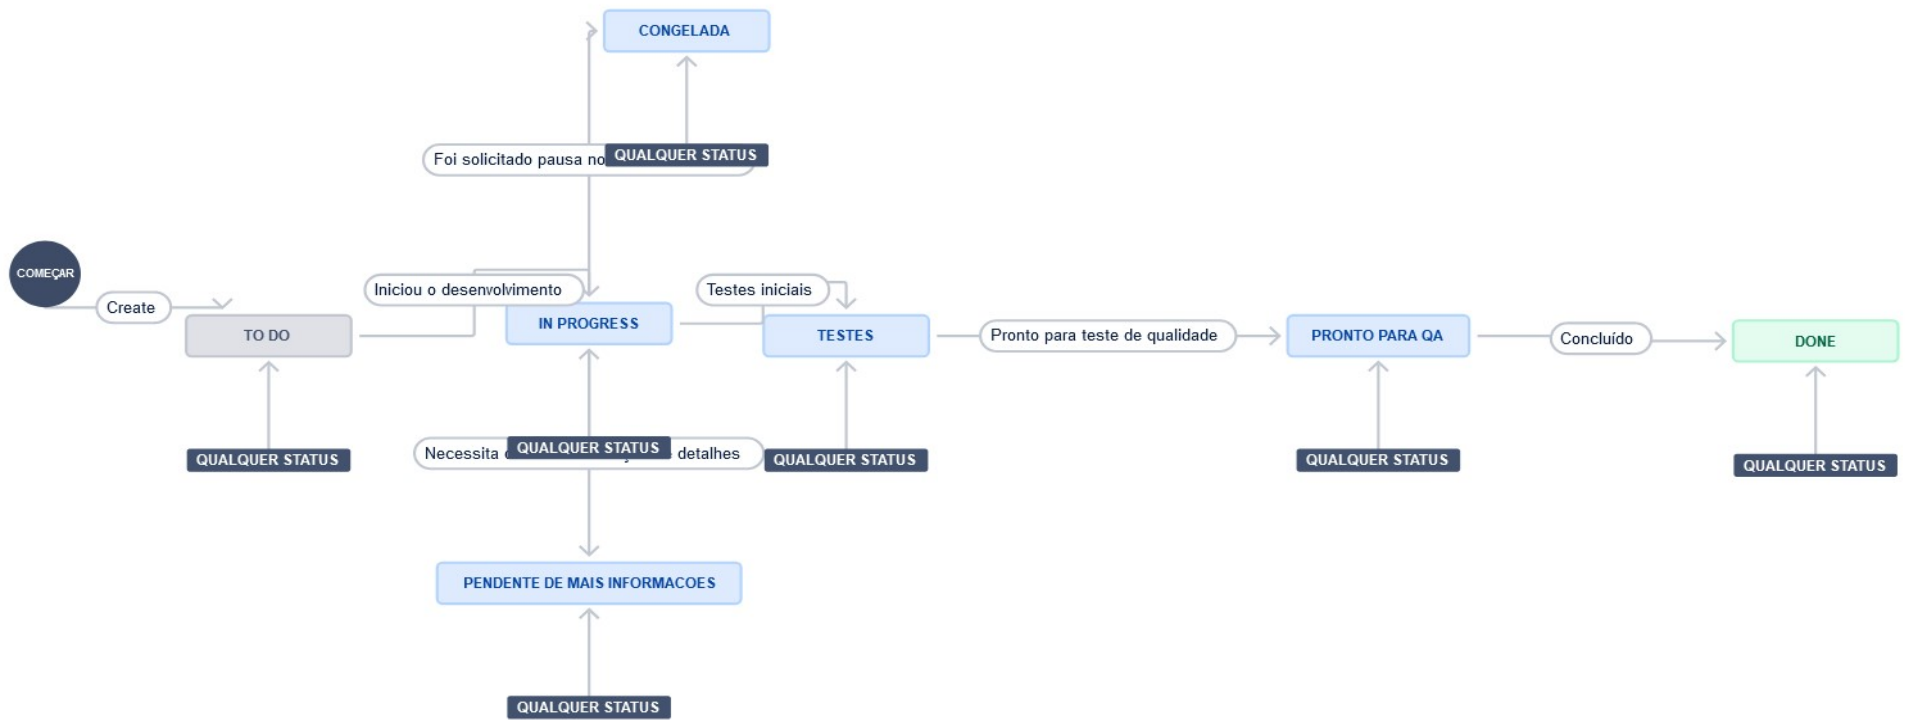 CONGELADA
Foi solicitado pausa no
QUALQUER STATUS
COMEÇAR
Create
TO DO
QUALQUER STATUS
Iniciou o desenvolvimento
IN PROGRESS
Necessita detalhes
QUALQUER STATUS
PENDENTE DE MAIS INFORMACOES
QUALQUER STATUS
Testes iniciais
TESTES
QUALQUER STATUS
Pronto para teste de qualidade
PRONTO PARA QA
QUALQUER STATUS
Concluído
DONE
QUALQUER STATUS